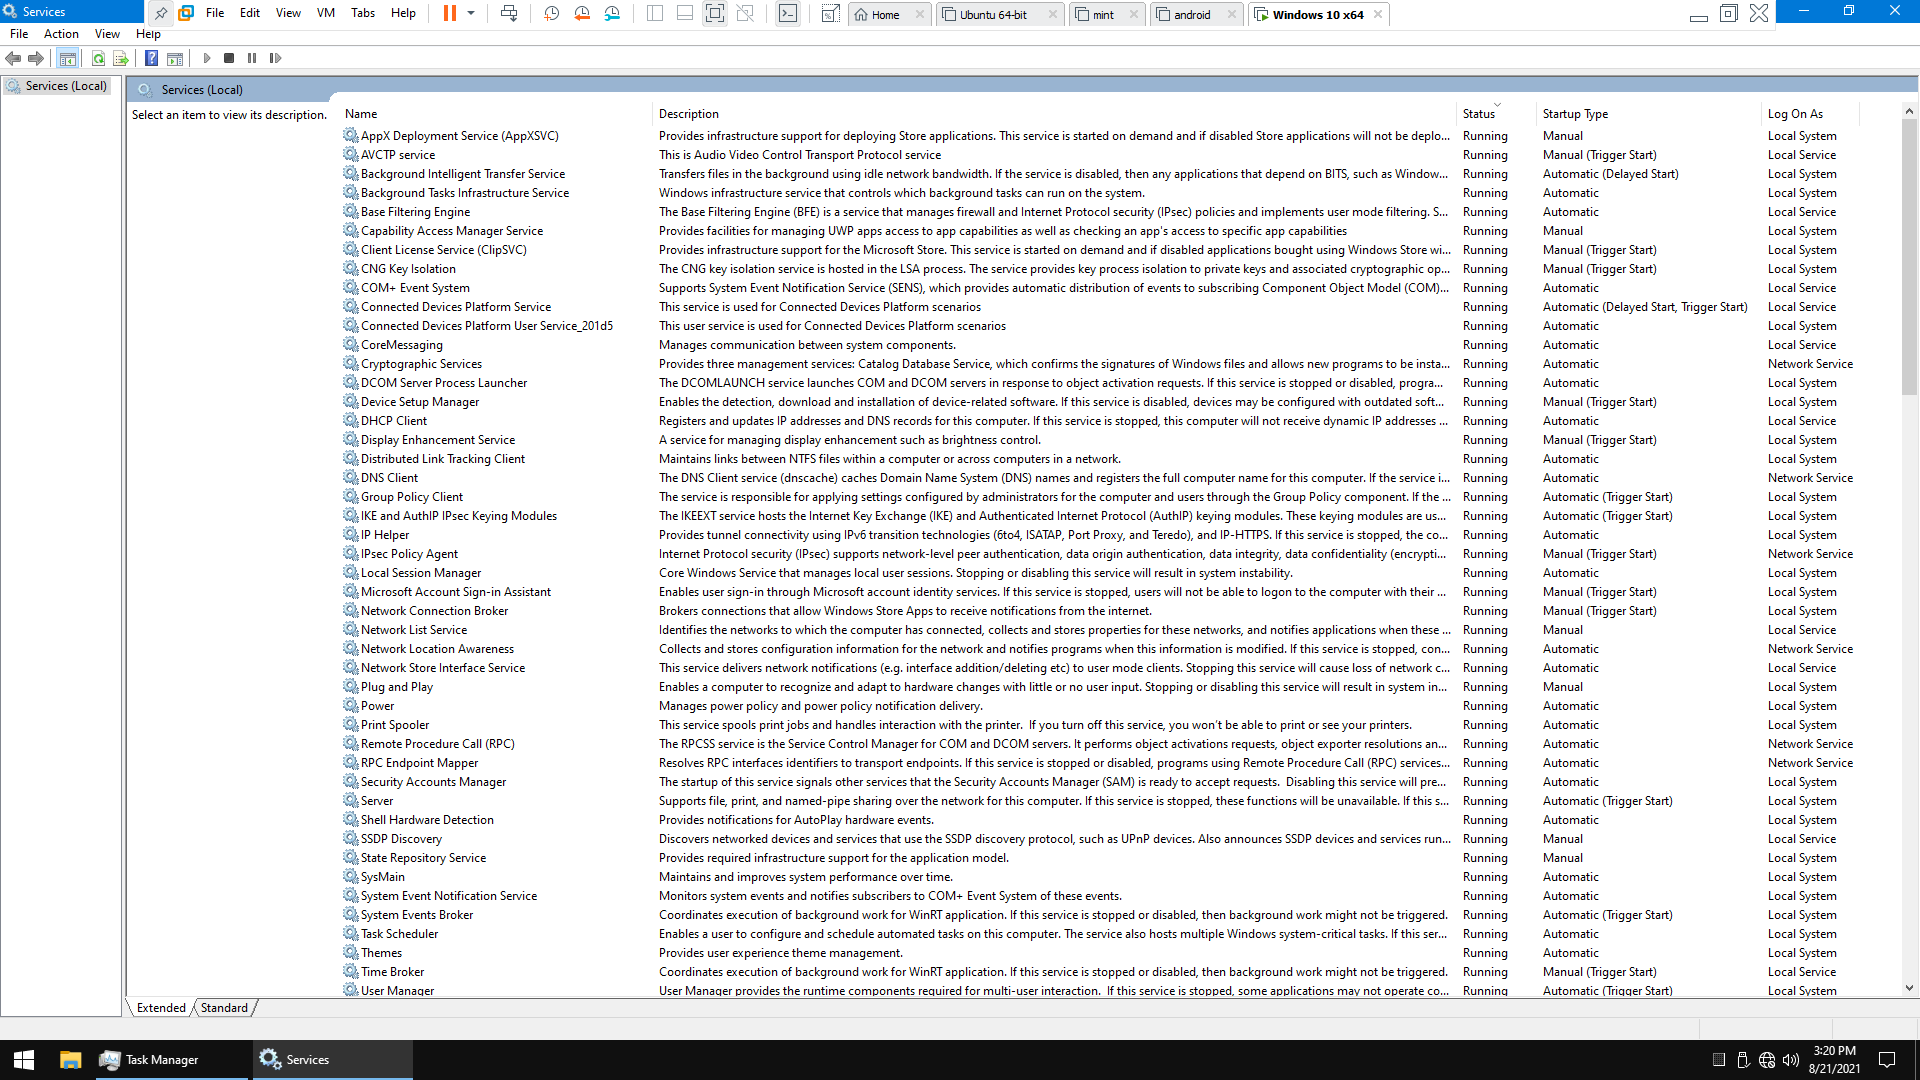 Services
File Edit View VM Tabs Help
Home
Ubuntu 64-bit
mint
android
Windows 10 x64
File Action View Help
Services (Local)
Services (Local)
Select an item to view its description.
Name Description Status Startup Type Log On As
AppX Deployment Service (AppXSVC) Provides infrastructure support for deploying Store applications. This service is started on demand and if disabled Store applications will not be deplo... Running Manual Local System
AVCTP service This is Audio Video Control Transport Protocol service Running Manual (Trigger Start) Local Service
Background Intelligent Transfer Service Transfers files in the background using idle network bandwidth. If the service is disabled, then any applications that depend on BITS, such as Window... Running Automatic (Delayed Start) Local System
Background Tasks Infrastructure Service Windows infrastructure service that controls which background tasks can run on the system. Running Automatic Local System
Base Filtering Engine The Base Filtering Engine (BFE) is a service that manages firewall and Internet Protocol security (IPsec) policies and implements user mode filtering. S... Running Automatic Local Service
Capability Access Manager Service Provides facilities for managing UWP apps access to app capabilities as well as checking an app's access to specific app capabilities Running Manual Local System
Client License Service (ClipSVC) Provides infrastructure support for the Microsoft Store. This service is started on demand and if disabled applications bought using Windows Store wi... Running Manual (Trigger Start) Local System
CNG Key Isolation The CNG key isolation service is hosted in the LSA process. The service provides key process isolation to private keys and associated cryptographic op... Running Manual (Trigger Start) Local System
COM+ Event System Supports System Event Notification Service (SENS), which provides automatic distribution of events to subscribing Component Object Model (COM)... Running Automatic Local Service
Connected Devices Platform Service This service is used for Connected Devices Platform scenarios Running Automatic (Delayed Start, Trigger Start) Local Service
Connected Devices Platform User Service_201d5 This user service is used for Connected Devices Platform scenarios Running Automatic Local System
CoreMessaging Manages communication between system components. Running Automatic Local Service
Cryptographic Services Provides three management services: Catalog Database Service, which confirms the signatures of Windows files and allows new programs to be insta... Running Automatic Network Service
DCOM Server Process Launcher The DCOMLAUNCH service launches COM and DCOM servers in response to object activation requests. If this service is stopped or disabled, progra... Running Automatic Local System
Device Setup Manager Enables the detection, download and installation of device-related software. If this service is disabled, devices may be configured with outdated soft... Running Manual (Trigger Start) Local System
DHCP Client Registers and updates IP addresses and DNS records for this computer. If this service is stopped, this computer will not receive dynamic IP addresses ... Running Automatic Local Service
Display Enhancement Service A service for managing display enhancement such as brightness control. Running Manual (Trigger Start) Local System
Distributed Link Tracking Client Maintains links between NTFS files within a computer or across computers in a network. Running Automatic Local System
DNS Client The DNS Client service (dnscache) caches Domain Name System (DNS) names and registers the full computer name for this computer. If the service i... Running Automatic Network Service
Group Policy Client The service is responsible for applying settings configured by administrators for the computer and users through the Group Policy component. If the ... Running Automatic (Trigger Start) Local System
IKE and AuthIP IPsec Keying Modules The IKEEXT service hosts the Internet Key Exchange (IKE) and Authenticated Internet Protocol (AuthIP) keying modules. These keying modules are us... Running Automatic (Trigger Start) Local System
IP Helper Provides tunnel connectivity using IPv6 transition technologies (6to4, ISATAP, Port Proxy, and Teredo), and IP-HTTPS. If this service is stopped, the co... Running Automatic Local System
IPsec Policy Agent Internet Protocol security (IPsec) supports network-level peer authentication, data origin authentication, data integrity, data confidentiality (encrypti... Running Manual (Trigger Start) Network Service
Local Session Manager Core Windows Service that manages local user sessions. Stopping or disabling this service will result in system instability. Running Automatic Local System
Microsoft Account Sign-in Assistant Enables user sign-in through Microsoft account identity services. If this service is stopped, users will not be able to logon to the computer with their ... Running Manual (Trigger Start) Local System
Network Connection Broker Brokers connections that allow Windows Store Apps to receive notifications from the internet. Running Manual (Trigger Start) Local System
Network List Service Identifies the networks to which the computer has connected, collects and stores properties for these networks, and notifies applications when these ... Running Manual Local Service
Network Location Awareness Collects and stores configuration information for the network and notifies programs when this information is modified. If this service is stopped, con... Running Automatic Network Service
Network Store Interface Service This service delivers network notifications (e.g. interface addition/deleting etc) to user mode clients. Stopping this service will cause loss of network c... Running Automatic Local Service
Plug and Play Enables a computer to recognize and adapt to hardware changes with little or no user input. Stopping or disabling this service will result in system in... Running Manual Local System
Power Manages power policy and power policy notification delivery. Running Automatic Local System
Print Spooler This service spools print jobs and handles interaction with the printer. If you turn off this service, you won't be able to print or see your printers. Running Automatic Local System
Remote Procedure Call (RPC) The RPCSS service is the Service Control Manager for COM and DCOM servers. It performs object activations requests, object exporter resolutions an... Running Automatic Network Service
RPC Endpoint Mapper Resolves RPC interfaces identifiers to transport endpoints. If this service is stopped or disabled, programs using Remote Procedure Call (RPC) services... Running Automatic Network Service
Security Accounts Manager The startup of this service signals other services that the Security Accounts Manager (SAM) is ready to accept requests. Disabling this service will pre... Running Automatic Local System
Server Supports file, print, and named-pipe sharing over the network for this computer. If this service is stopped, these functions will be unavailable. If this s... Running Automatic (Trigger Start) Local System
Shell Hardware Detection Provides notifications for AutoPlay hardware events. Running Automatic Local System
SSDP Discovery Discovers networked devices and services that use the SSDP discovery protocol, such as UPnP devices. Also announces SSDP devices and services run... Running Manual Local Service
State Repository Service Provides required infrastructure support for the application model. Running Manual Local System
SysMain Maintains and improves system performance over time. Running Automatic Local System
System Event Notification Service Monitors system events and notifies subscribers to COM+ Event System of these events. Running Automatic Local System
System Events Broker Coordinates execution of background work for WinRT application. If this service is stopped or disabled, then background work might not be triggered. Running Automatic (Trigger Start) Local System
Task Scheduler Enables a user to configure and schedule automated tasks on this computer. The service also hosts multiple Windows system-critical tasks. If this ser... Running Automatic Local System
Themes Provides user experience theme management. Running Automatic Local System
Time Broker Coordinates execution of background work for WinRT application. If this service is stopped or disabled, then background work might not be triggered. Running Manual (Trigger Start) Local Service
User Manager User Manager provides the runtime components required for multi-user interaction. If this service is stopped, some applications may not operate co... Running Automatic (Trigger Start) Local System
Extended Standard
Task Manager
Services
3:20 PM
8/21/2021